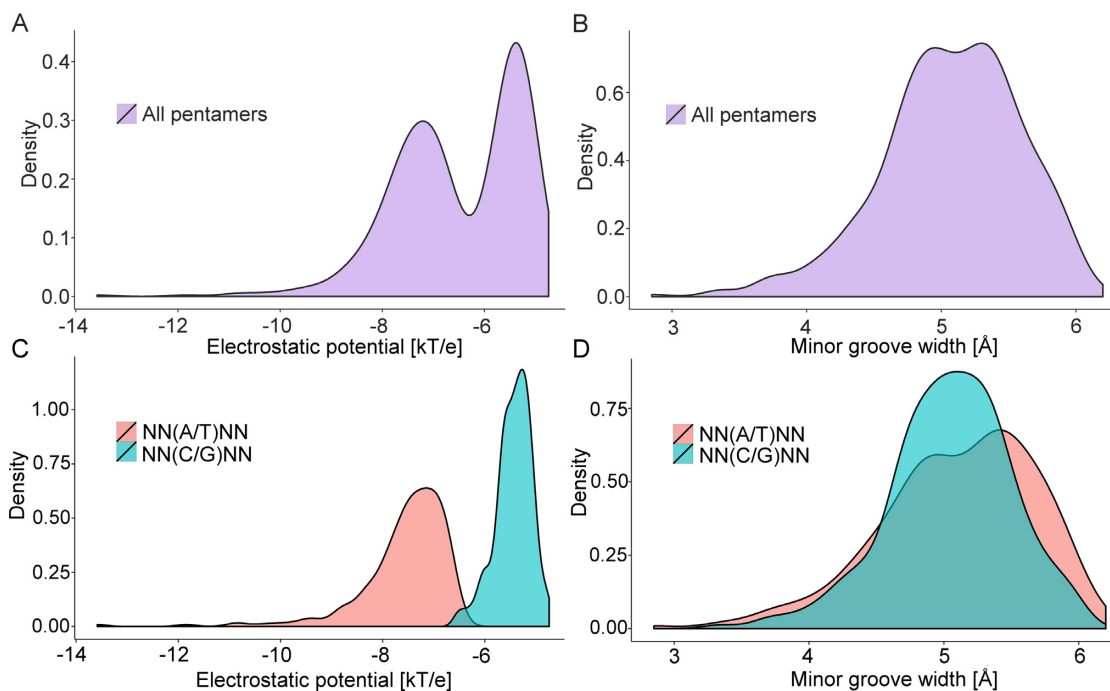 A
Density
0.4
0.3
0.2
0.1
0.0
All pentamers
-14
-12
-10
-8
-6
Electrostatic potential [kT/e]
B
Density
0.6
0.4
0.2
0.0
All pentamers
3
4
5
6
Minor groove width [Å]
C
Density
1.00
0.75
0.50
0.25
0.00
NN(A/T)NN
NN(C/G)NN
-14
-12
-10
-8
-6
Electrostatic potential [kT/e]
D
Density
0.75
0.50
0.25
0.00
NN(A/T)NN
NN(C/G)NN
3
4
5
6
Minor groove width [Å]